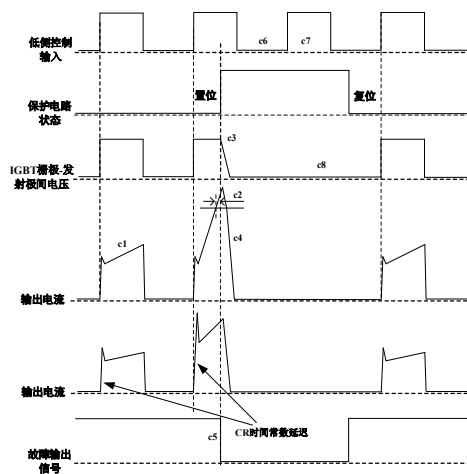 低侧控制
输入
c6
c7
保护电路
状态
置位
复位
c3
IGBT栅极-发
射极间电压
c8
c2
c1
c4
输出电流
输出电流
CR时间常数延迟
c5
故障输出
信号